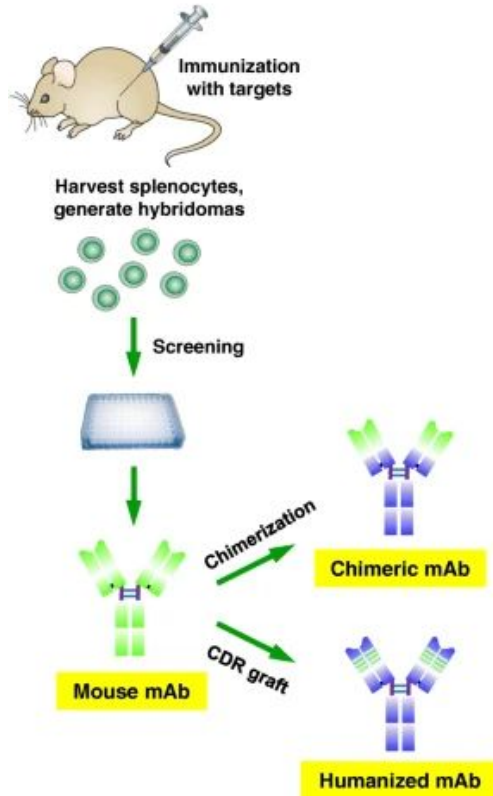 Immunization
with targets
Harvest splenocytes,
generate hybridomas
Screening
Chimerization
Chimeric mAb
Mouse mAb
CDR graft
Humanized mAb